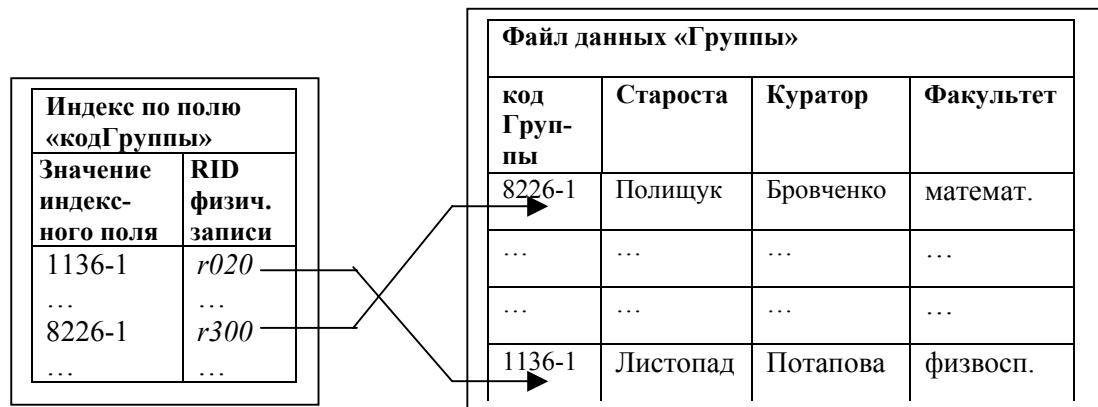 Индекс по полю
«кодГруппы»
Значение
индекс-
ного поля
RID
физич.
записи
1136-1 r020
… …
8226-1 r300
… …
Файл данных «Группы»
код
Груп-
пы
Староста Куратор Факультет
8226-1 Полищук Бровченко математ.
… … … …
… … … …
1136-1 Листопад Потапова физвосп.